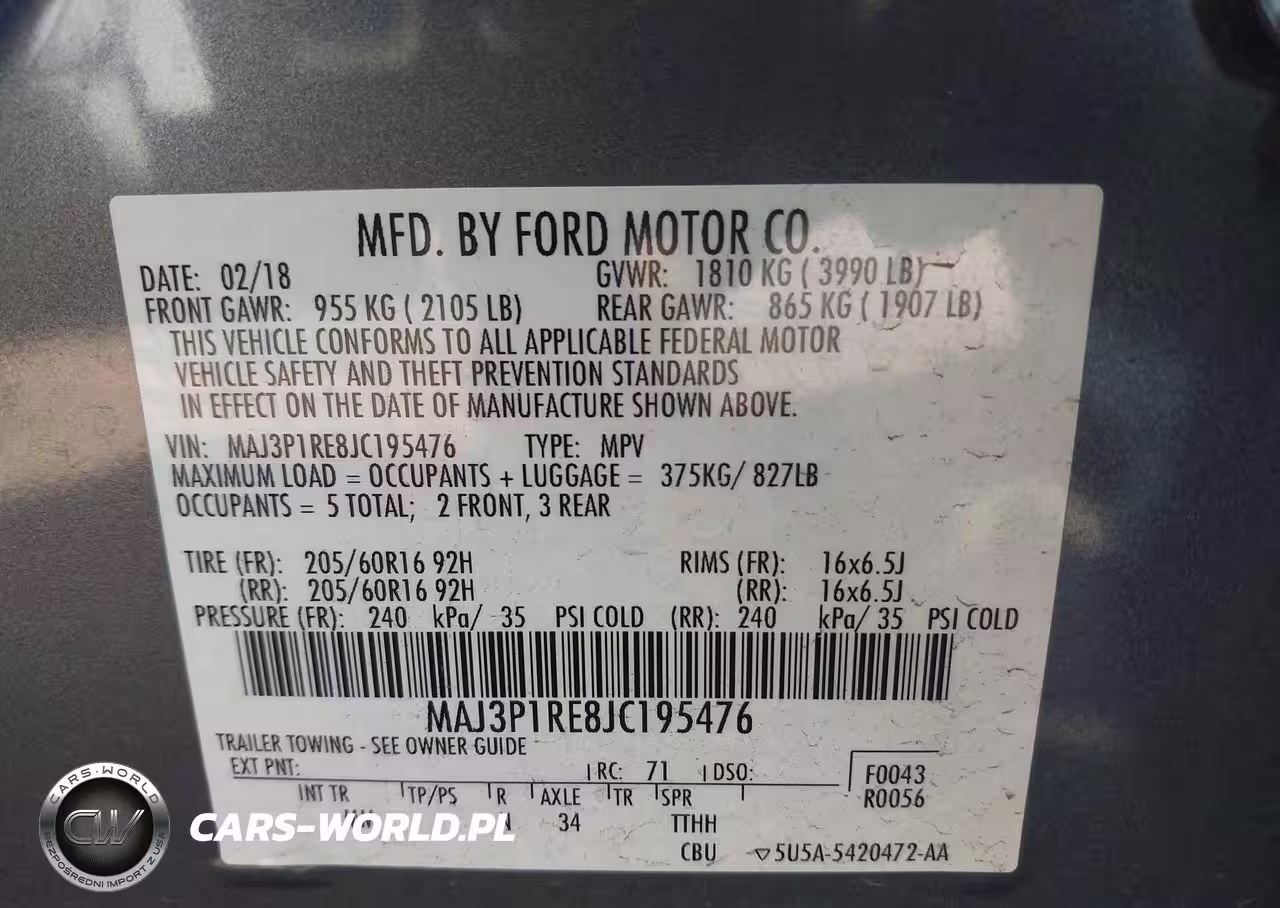 MFD. BY FORD MOTOR CO.
DATE: 02/18 GVWR: 1810 KG ( 3990 LB)
FRONT GAWR: 955 KG ( 2105 LB) REAR GAWR: 865 KG ( 1907 LB)
THIS VEHICLE CONFORMS TO ALL APPLICABLE FEDERAL MOTOR
VEHICLE SAFETY AND THEFT PREVENTION STANDARDS
IN EFFECT ON THE DATE OF MANUFACTURE SHOWN ABOVE.
VIN: MAJ3P1RE8JC195476 TYPE: MPV
MAXIMUM LOAD = OCCUPANTS + LUGGAGE = 375KG/ 827LB
OCCUPANTS = 5 TOTAL; 2 FRONT, 3 REAR
TIRE (FR): 205/60R16 92H RIMS (FR): 16x6.5J
(RR): 205/60R16 92H (RR): 16x6.5J
PRESSURE (FR): 240 kPa/ 35 PSI COLD (RR): 240 kPa/ 35 PSI COLD
MAJ3P1RE8JC195476
TRAILER TOWING - SEE OWNER GUIDE
EXT PNT: RC: 71 DSO: F0043
INT TR TP/PS R AXLE TR SPR R0056
34 TTHH
CBU 5U5A-5420472-AA
CARS-WORLD
CW
BEZPOŚREDNI IMPORT Z USA
CARS-WORLD.PL